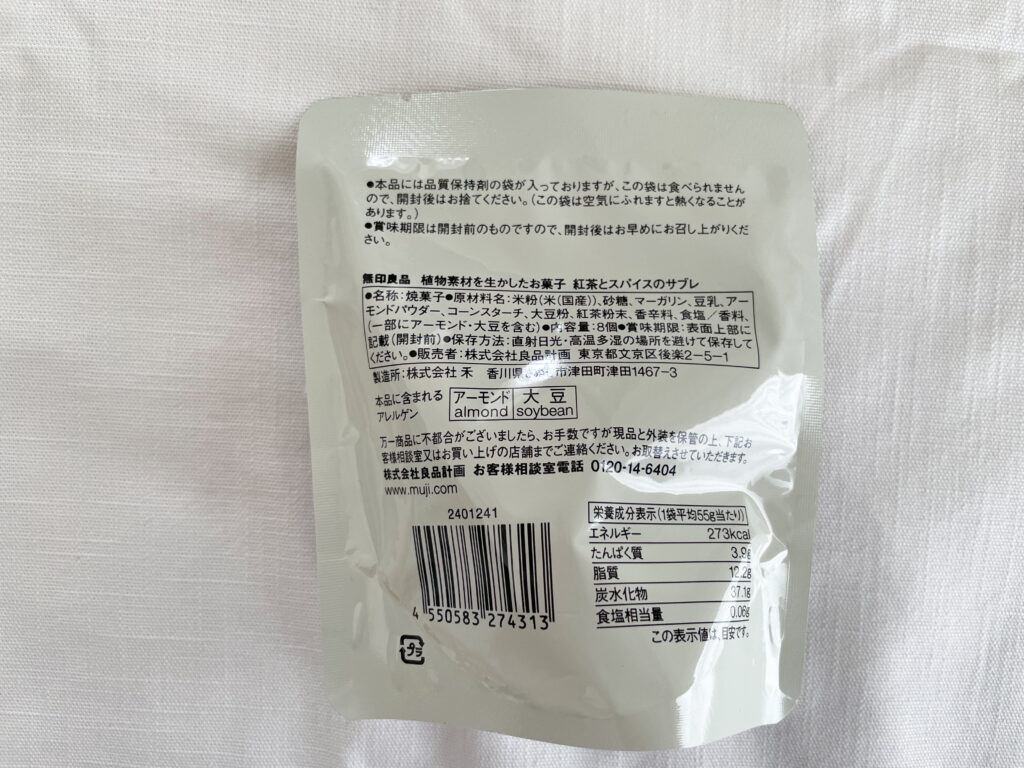 ●本品には品質保持剤の袋が入っておりますが、この袋は食べられません
ので、開封後はお捨てください。(この袋は空気にふれますと熱くなることが
あります。)
●賞味期限は開封前のものですので、開封後はお早めにお召し上がりくだ
さい。
無印良品 植物素材を生かしたお菓子 紅茶とスパイスのサブレ
●名称:焼菓子●原材料名:米粉(米(国産))、砂糖、マーガリン、豆乳、アー
モンドパウダー、コーンスターチ、大豆粉、紅茶粉末、香辛料、食塩/香料、
(一部にアーモンド・大豆を含む)●内容量:8個●賞味期限:表面上部に
記載(開封前)●保存方法:直射日光・高温多湿の場所を避けて保存して
ください。●販売者:株式会社良品計画 東京都文京区後楽2-5-1
製造所:株式会社 禾 香川県さぬき市津田町津田1467-3
本品に含まれる アーモンド 大豆
アレルゲン almond soybean
万一商品に不都合がございましたら、お手数ですが現品と外装を保管の上、下記お
客様相談室又はお買い上げの店舗までご連絡ください。お取替えさせていただきます。
株式会社良品計画 お客様相談室電話 0120-14-6404
www.muji.com
2401241
4 550583 274313
プラ
栄養成分表示(1袋平均55g当たり)
エネルギー 273kcal
たんぱく質 3.9g
脂質 12.2g
炭水化物 37.1g
食塩相当量 0.06g
この表示値は、目安です。